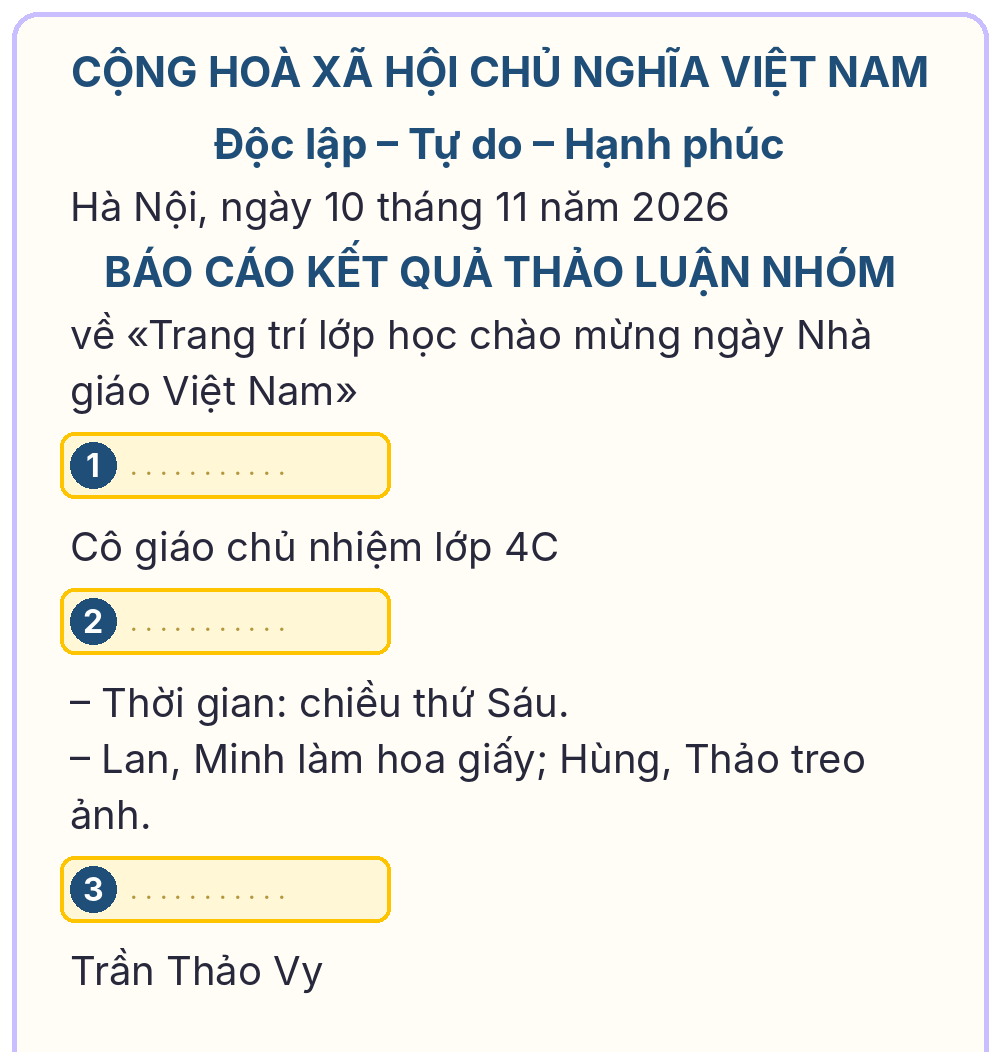 CỘNG HOÀ XÃ HỘI CHỦ NGHĨA VIỆT NAM
Độc lập – Tự do – Hạnh phúc
Hà Nội, ngày 10 tháng 11 năm 2026
BÁO CÁO KẾT QUẢ THẢO LUẬN NHÓM
về «Trang trí lớp học chào mừng ngày Nhà
giáo Việt Nam»
1 ...........
Cô giáo chủ nhiệm lớp 4C
2 ...........
– Thời gian: chiều thứ Sáu.
– Lan, Minh làm hoa giấy; Hùng, Thảo treo
ảnh.
3 ...........
Trần Thảo Vy